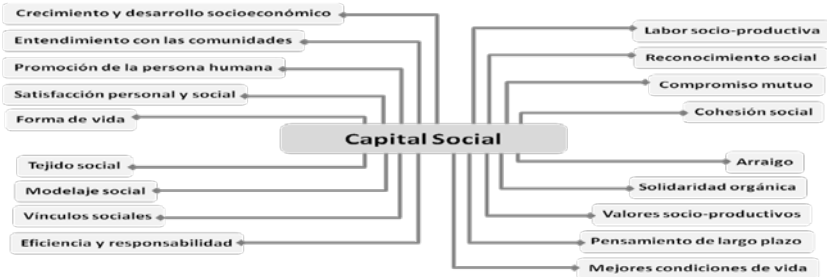 Crecimiento y desarrollo socioeconómico
Entendimiento con las comunidades
Promoción de la persona humana
Satisfacción personal y social
Forma de vida
Labor socio-productiva
Reconocimiento social
Compromiso mutuo
Cohesión social
Capital Social
Tejido social
Modelaje social
Vínculos sociales
Eficiencia y responsabilidad
Arraigo
Solidaridad orgánica
Valores socio-productivos
Pensamiento de largo plazo
Mejores condiciones de vida